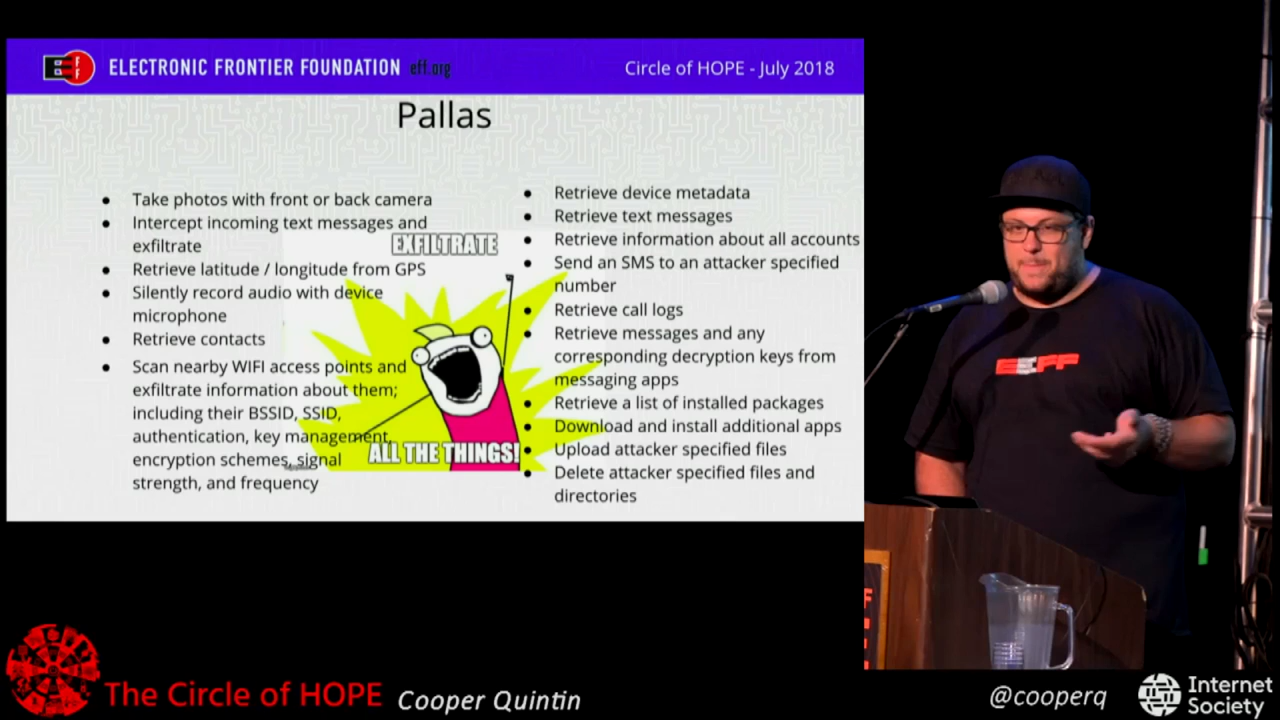 EFF
ELECTRONIC FRONTIER FOUNDATION eff.org
Circle of HOPE - July 2018
Pallas
Take photos with front or back camera
Intercept incoming text messages and
exfiltrate
Retrieve latitude / longitude from GPS
Silently record audio with device
microphone
Retrieve contacts
Scan nearby WIFI access points and
exfiltrate information about them;
including their BSSID, SSID,
authentication, key management,
encryption schemes, signal
strength, and frequency
EXFILTRATE
ALL THE THINGS!
Retrieve device metadata
Retrieve text messages
Retrieve information about all accounts
Send an SMS to an attacker specified
number
Retrieve call logs
Retrieve messages and any
corresponding decryption keys from
messaging apps
Retrieve a list of installed packages
Download and install additional apps
Upload attacker specified files
Delete attacker specified files and
directories
EFF
The Circle of HOPE
Cooper Quintin
@cooperq
Internet
Society